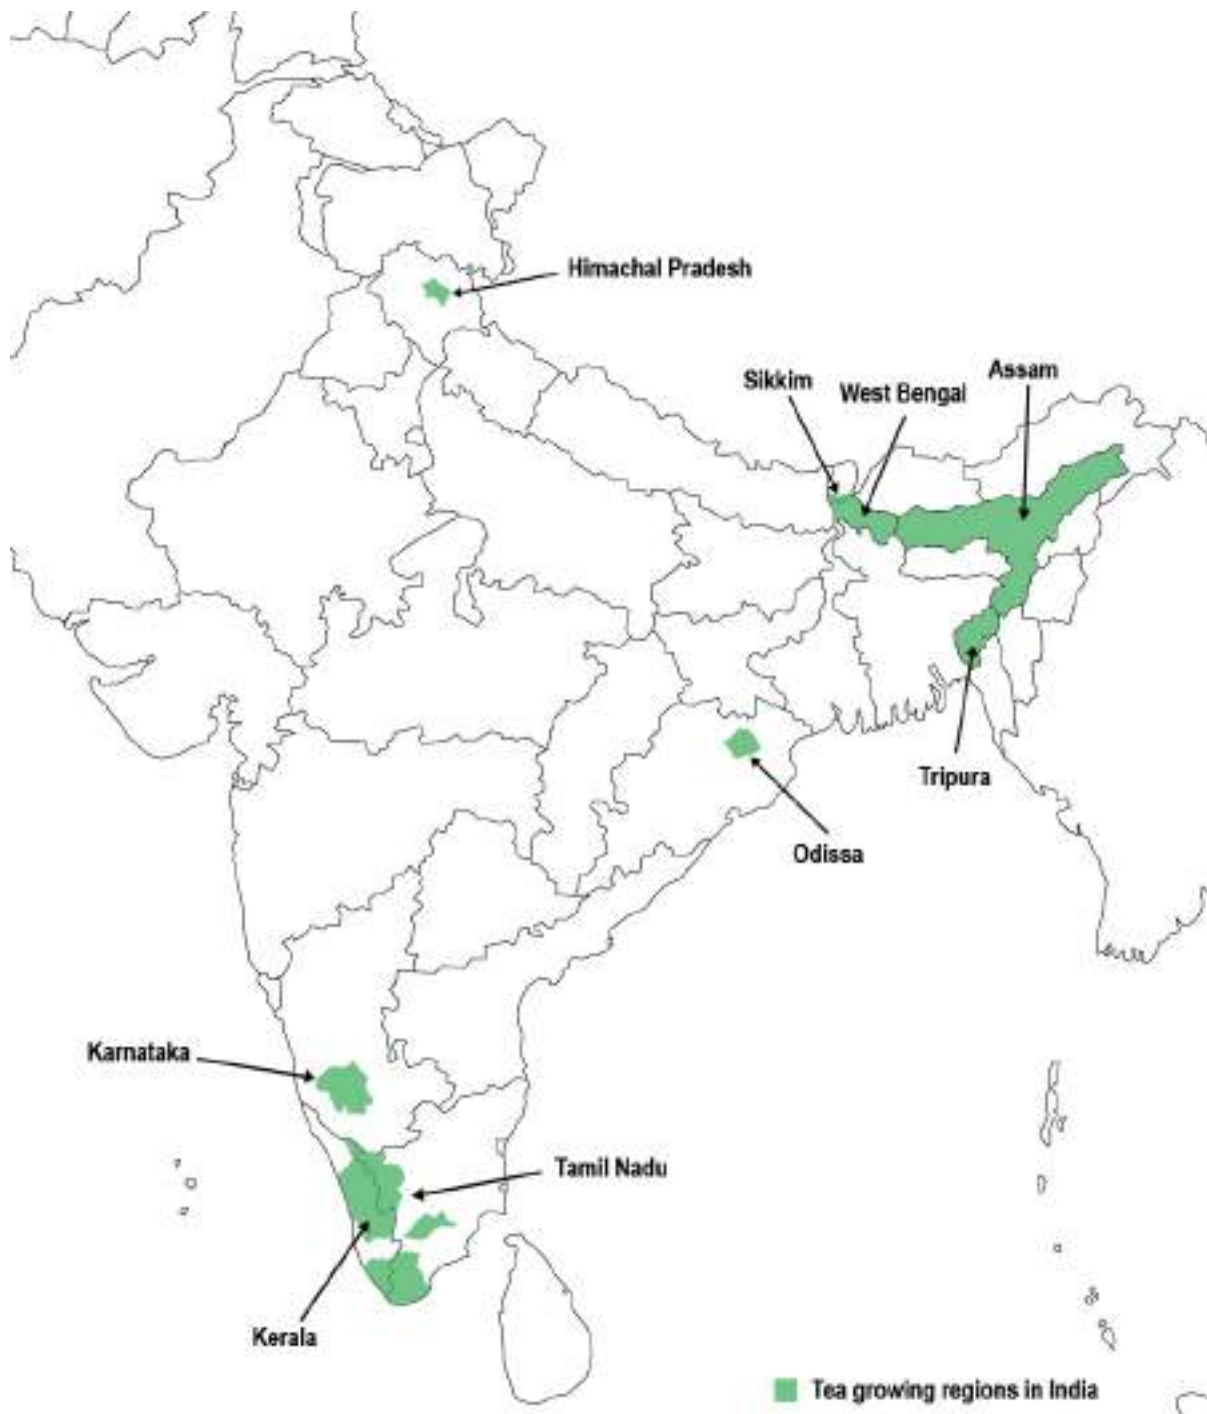 Himachal Pradesh
Assam
Sikkim
West Bengal
Tripura
Odissa
Karnataka
Tamil Nadu
Kerala
Tea growing regions in India